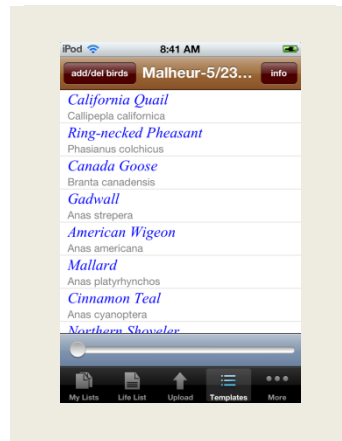 iPod 8:41 AM
add/del birds Malheur-5/23... info
California Quail
Callipepla californica
Ring-necked Pheasant
Phasianus colchicus
Canada Goose
Branta canadensis
Gadwall
Anas strepera
American Wigeon
Anas americana
Mallard
Anas platyrhynchos
Cinnamon Teal
Anas cyanoptera
Northern Shoveler
My Lists Life List Upload Templates More